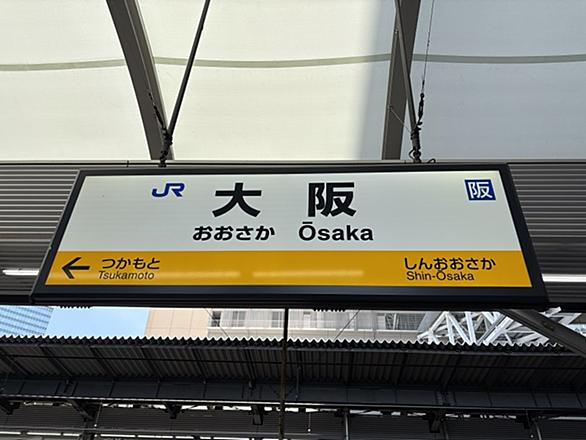 JR 大阪 阪
おおさか Ōsaka
← つかもと しんおおさか
Tsukamoto Shin-Ōsaka